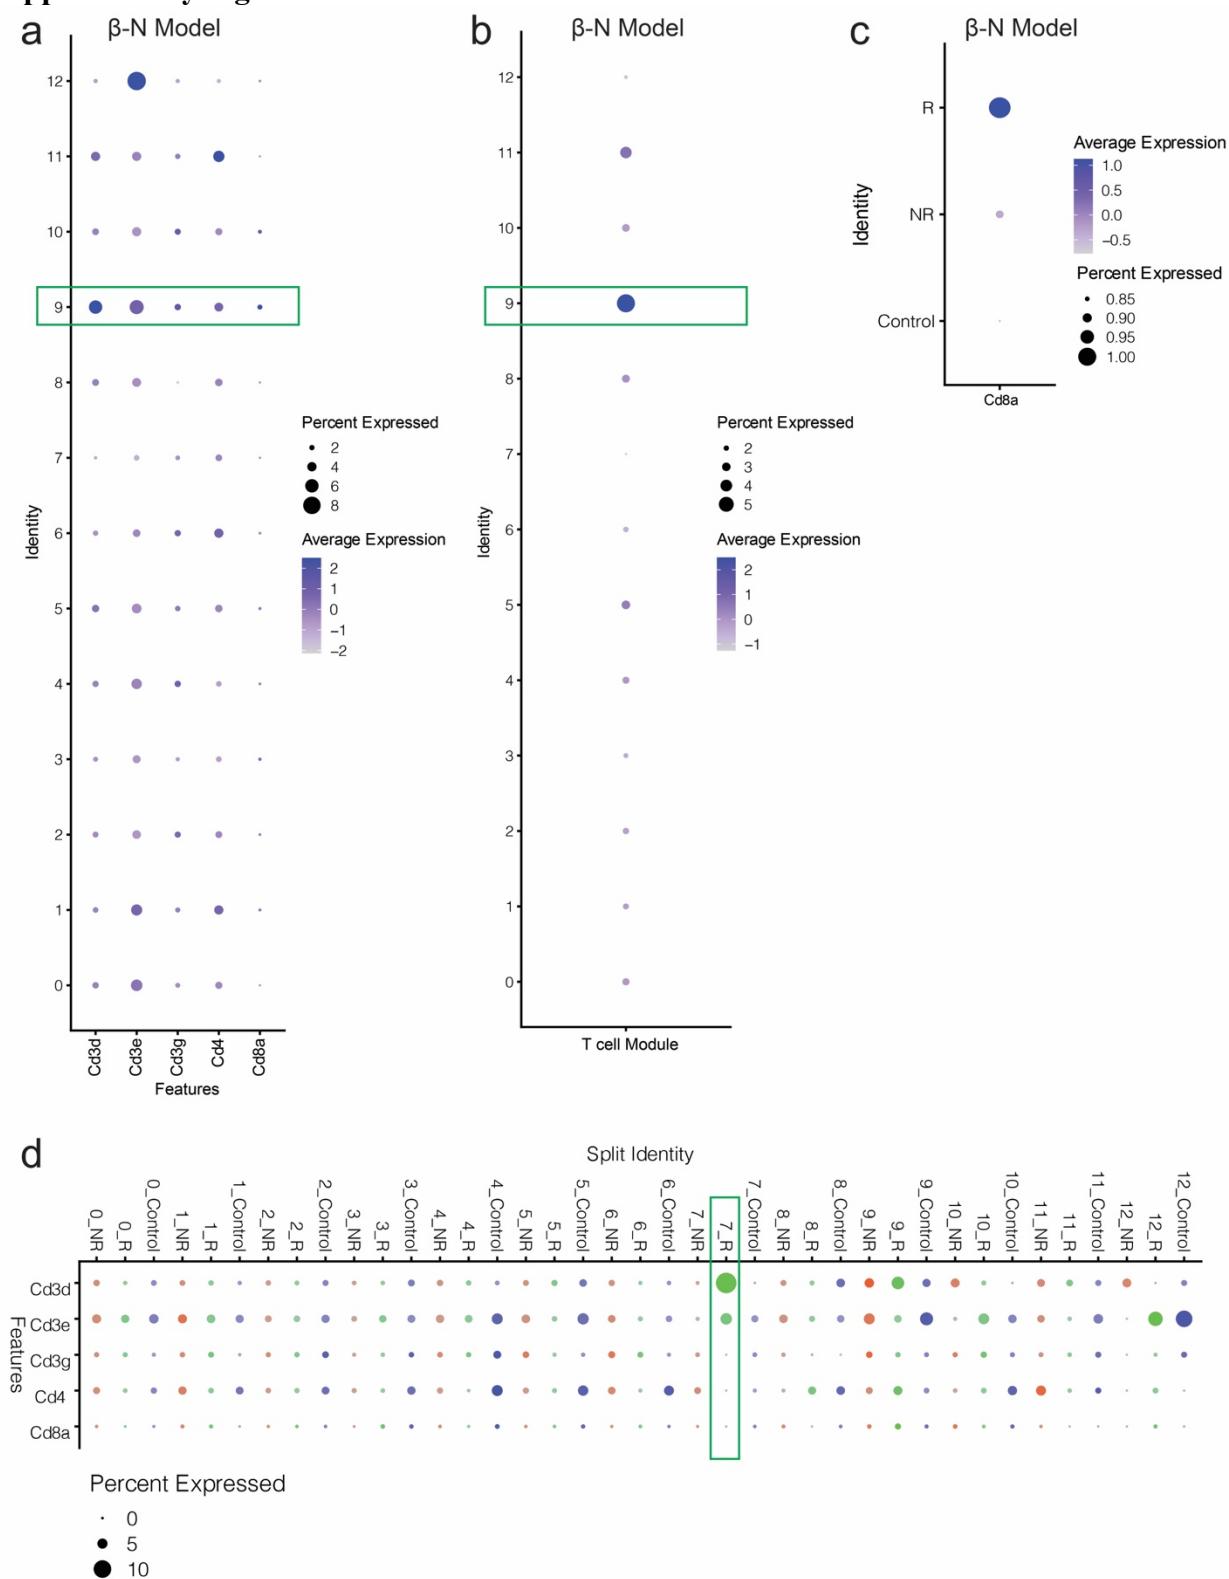 a
β-N Model
12
11
10
9
8
7
6
5
4
3
2
1
0
Identity
Cd3d
Cd3e
Cd3g
Cd4
Cd8a
Features
Percent Expressed
2
4
6
8
Average Expression
2
1
0
−1
−2
b
β-N Model
12
11
10
9
8
7
6
5
4
3
2
1
0
Identity
T cell Module
Percent Expressed
2
3
4
5
Average Expression
2
1
0
−1
c
β-N Model
R
NR
Control
Identity
Cd8a
Average Expression
1.0
0.5
0.0
−0.5
Percent Expressed
0.85
0.90
0.95
1.00
d
Split Identity
0_NR
0_R
0_Control
1_NR
1_R
1_Control
2_NR
2_R
2_Control
3_NR
3_R
3_Control
4_NR
4_R
4_Control
5_NR
5_R
5_Control
6_NR
6_R
6_Control
7_NR
7_R
7_Control
8_NR
8_R
8_Control
9_NR
9_R
9_Control
10_NR
10_R
10_Control
11_NR
11_R
11_Control
12_NR
12_R
12_Control
Cd3d
Cd3e
Cd3g
Cd4
Cd8a
Features
Percent Expressed
0
5
10